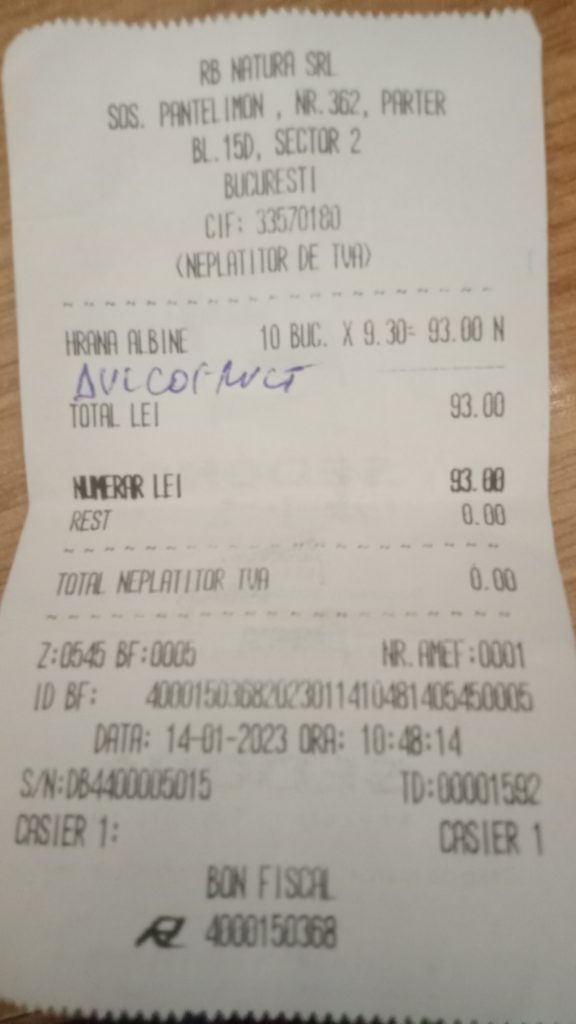 RB NATURA SRL
SOS. PANTELIMON , NR.362, PARTER
BL.15D, SECTOR 2
BUCURESTI
CIF: 33570180
(NEPLATITOR DE TVA)
HRANA ALBINE 10 BUC. X 9.30= 93.00 N
TOTAL LEI 93.00
NUMERAR LEI 93.00
REST 0.00
TOTAL NEPLATITOR TVA 0.00
Z:0545 BF:0005 NR.AMEF:0001
ID BF: 40001503682023011410481405450005
DATA: 14-01-2023 ORA: 10:48:14
S/N:DB4400005015 TD:00001592
CASIER 1: CASIER 1
BON FISCAL
4000150368